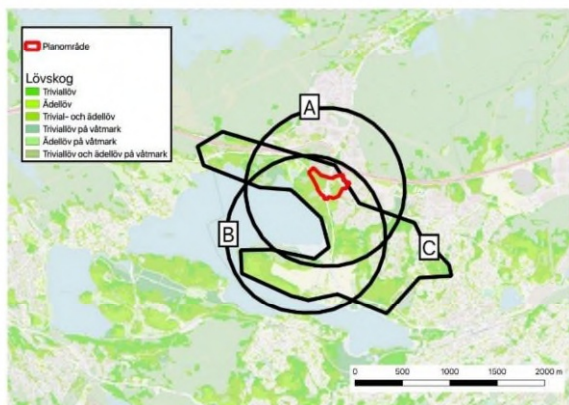 Planområde
Lövskog
Triviallöv
Ädellöv
Trivial- och ädellöv
Triviallöv på våtmark
Ädellöv på våtmark
Triviallöv och ädellöv på våtmark
A
B
C
0 500 1000 1500 2000 m